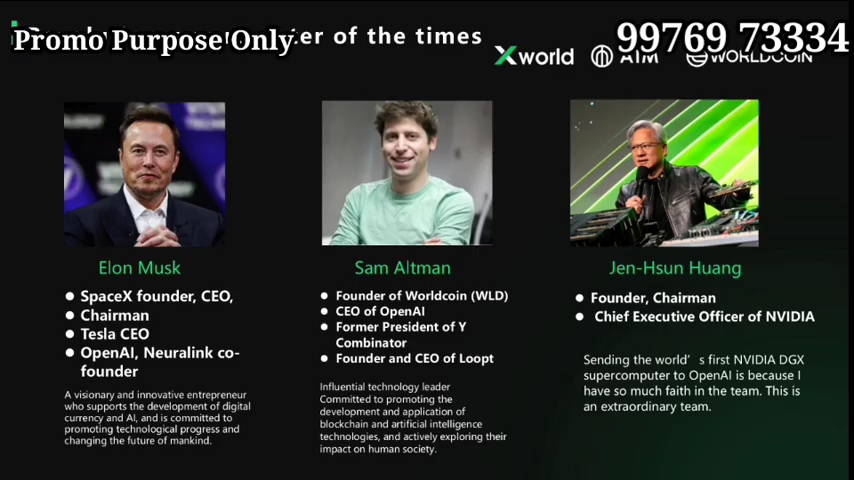 Promo Purpose Only
of the times
99769 73334
Xworld
ATM
WORLDCOIN
Elon Musk
SpaceX founder, CEO,
Chairman
Tesla CEO
OpenAI, Neuralink co-
founder
A visionary and innovative entrepreneur
who supports the development of digital
currency and AI, and is committed to
promoting technological progress and
changing the future of mankind.
Sam Altman
Founder of Worldcoin (WLD)
CEO of OpenAI
Former President of Y
Combinator
Founder and CEO of Loopt
Influential technology leader
Committed to promoting the
development and application of
blockchain and artificial intelligence
technologies, and actively exploring their
impact on human society.
Jen-Hsun Huang
Founder, Chairman
Chief Executive Officer of NVIDIA
Sending the world’s first NVIDIA DGX
supercomputer to OpenAI is because I
have so much faith in the team. This is
an extraordinary team.